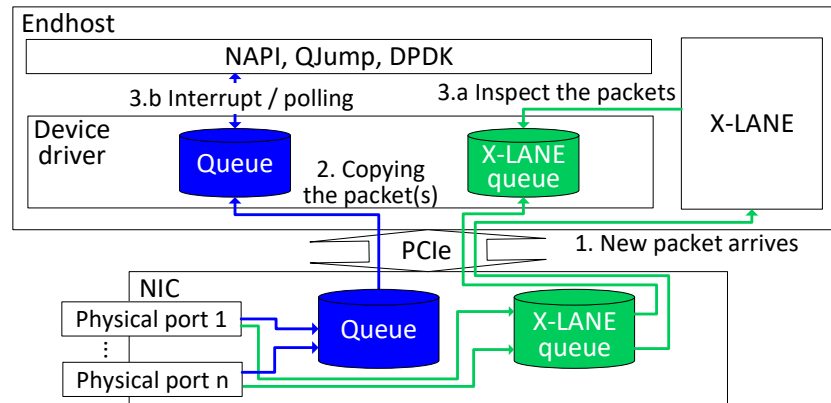 Endhost
NAPI, QJump, DPDK
3.b Interrupt / polling
3.a Inspect the packets
X-LANE
Device
driver
Queue
X-LANE
queue
2. Copying
the packet(s)
1. New packet arrives
PCIe
NIC
Physical port 1
⋮
Physical port n
Queue
X-LANE
queue